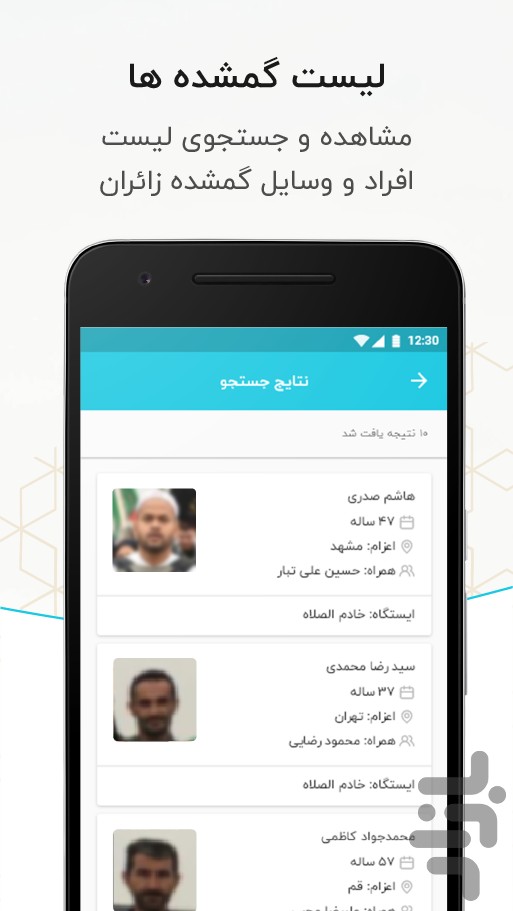 لیست گمشده ها
مشاهده و جستجوی لیست
افراد و وسایل گمشده زائران
12:30
نتایج جستجو
۱۰ نتیجه یافت شد
هاشم صدری
۴۷ ساله
اعزام: مشهد
همراه: حسین علی تبار
ایستگاه: خادم الصلاه
سید رضا محمدی
۳۷ ساله
اعزام: تهران
همراه: محمود رضایی
ایستگاه: خادم الصلاه
محمدجواد کاظمی
۵۷ ساله
اعزام: قم
بازار